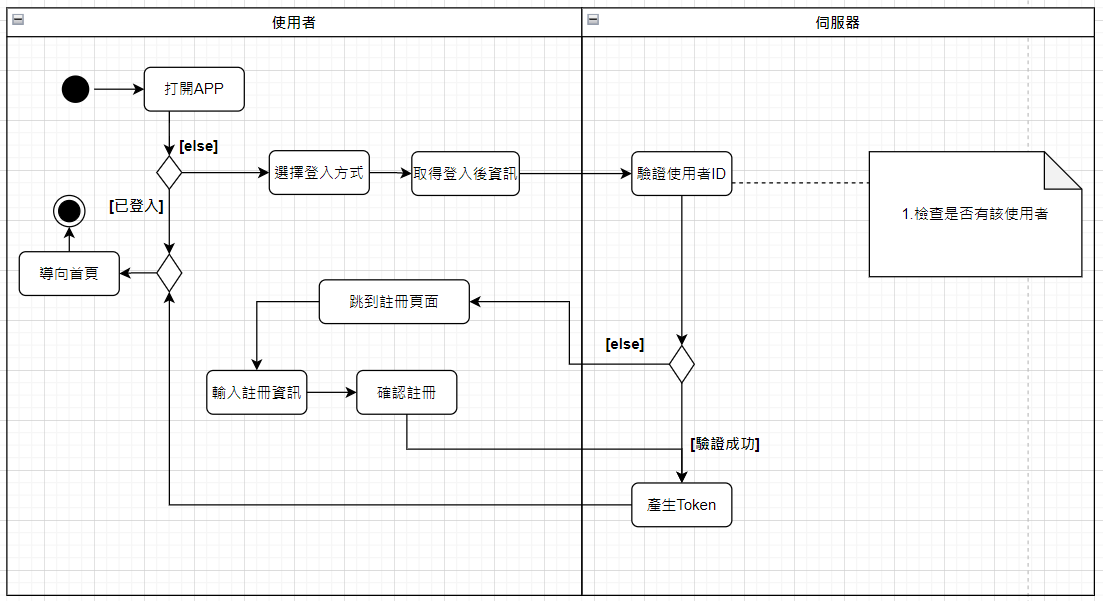 使用者
伺服器
打開APP
[else]
選擇登入方式
取得登入後資訊
驗證使用者ID
1.檢查是否有該使用者
[已登入]
導向首頁
跳到註冊頁面
[else]
輸入註冊資訊
確認註冊
[驗證成功]
產生Token